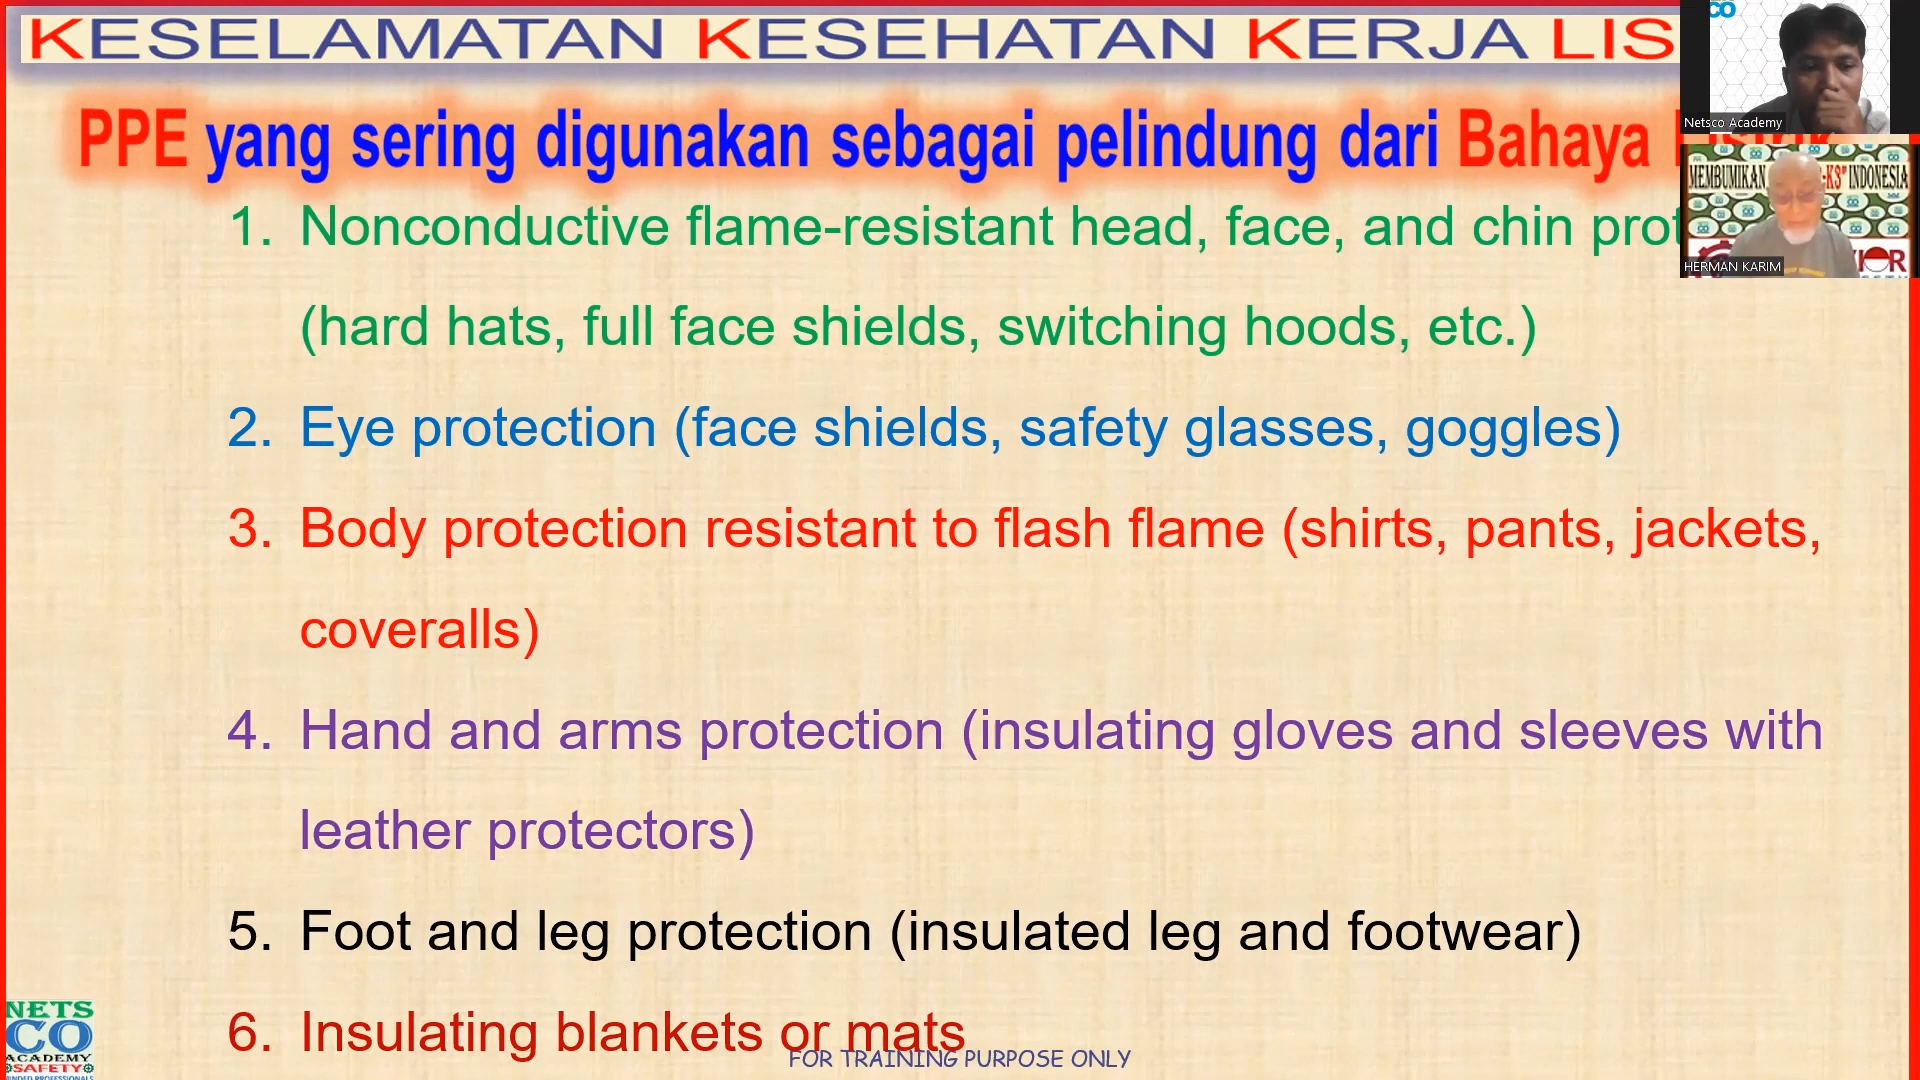 KESELAMATAN KESEHATAN KERJA LIS
PPE yang sering digunakan sebagai pelindung dari Bahaya
1. Nonconductive flame-resistant head, face, and chin prot
(hard hats, full face shields, switching hoods, etc.)
2. Eye protection (face shields, safety glasses, goggles)
3. Body protection resistant to flash flame (shirts, pants, jackets,
coveralls)
4. Hand and arms protection (insulating gloves and sleeves with
leather protectors)
5. Foot and leg protection (insulated leg and footwear)
6. Insulating blankets or mats
FOR TRAINING PURPOSE ONLY
NETS
CO
ACADEMY
SAFETY
MINDED PROFESSIONALS
CO
Netsco Academy
MEMBUMIKAN -K3" INDONESIA
HERMAN KARIM